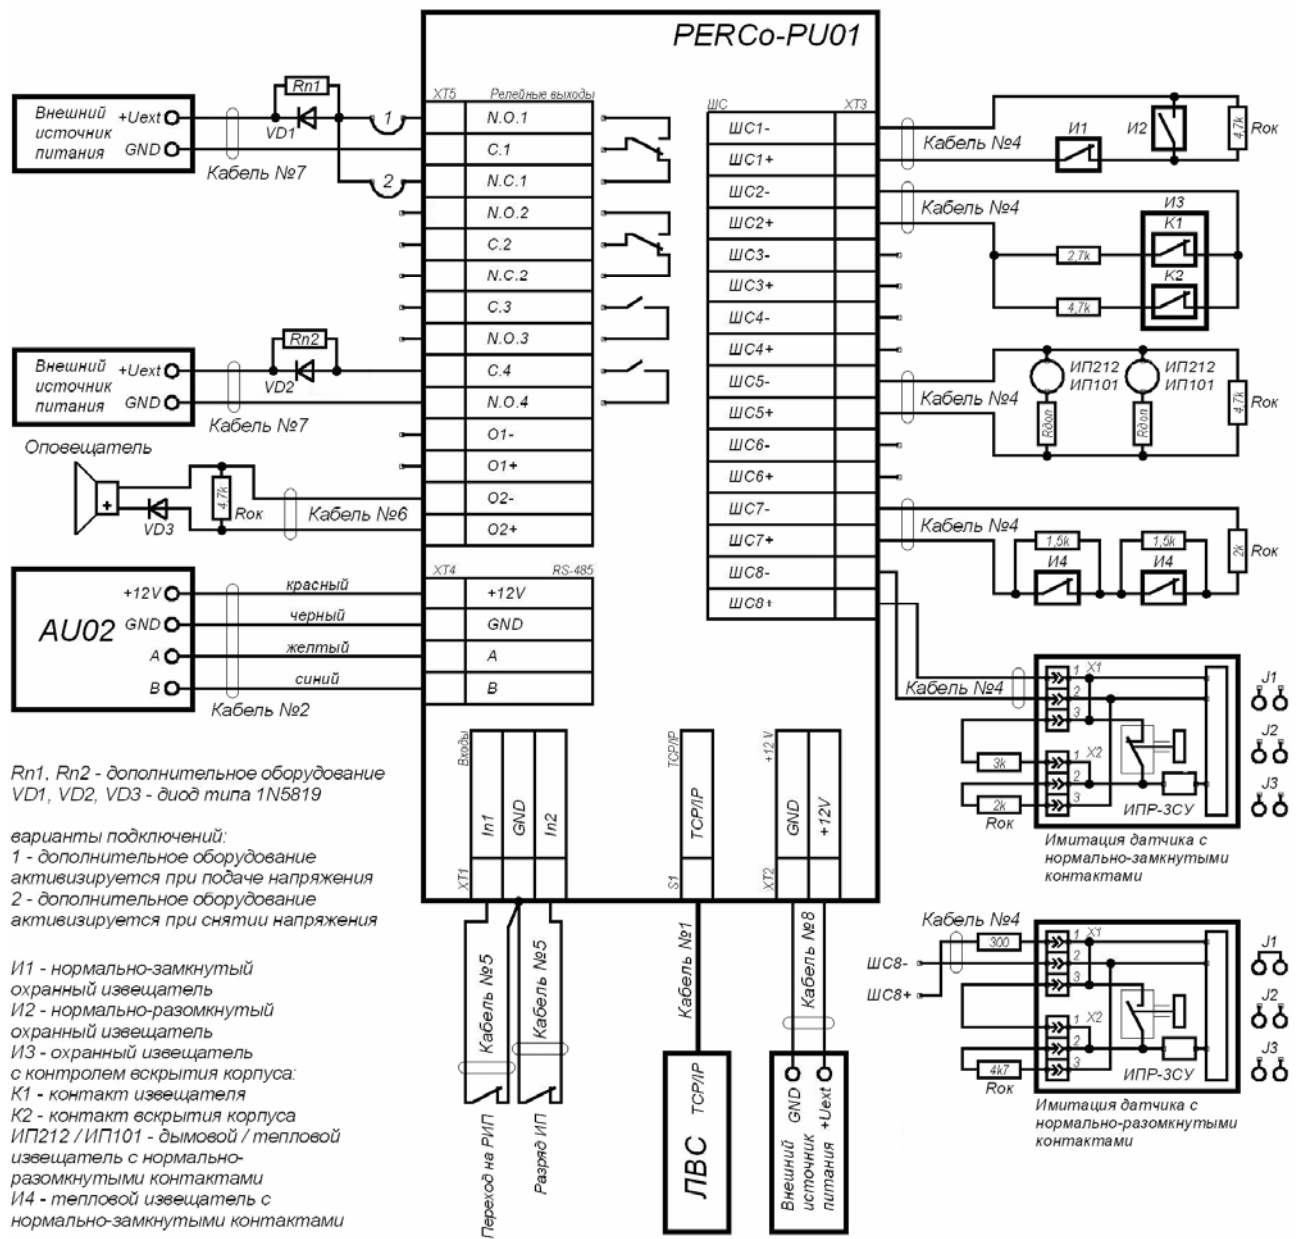 PERCo-PU01
Внешний
источник
питания
+Uext
GND
Rn1
VD1
Кабель №7
1
2
XT5
Релейные выходы
N.O.1
C.1
N.C.1
N.O.2
C.2
N.C.2
C.3
N.O.3
C.4
N.O.4
O1-
O1+
O2-
O2+
Внешний
источник
питания
+Uext
GND
Rn2
VD2
Кабель №7
Оповещатель
+
VD3
4,7k
Rок
Кабель №6
AU02
+12V
GND
A
B
красный
черный
желтый
синий
Кабель №2
XT4
RS-485
+12V
GND
A
B
ШС
XT3
ШС1-
ШС1+
ШС2-
ШС2+
ШС3-
ШС3+
ШС4-
ШС4+
ШС5-
ШС5+
ШС6-
ШС6+
ШС7-
ШС7+
ШС8-
ШС8+
Кабель №4
И1
И2
4,7k
Rок
Кабель №4
И3
К1
К2
2,7k
4,7k
Кабель №4
ИП212
ИП101
ИП212
ИП101
Rдоп
Rдоп
4,7k
Rок
Кабель №4
1,5k
1,5k
И4
И4
2k
Rок
Кабель №4
1
2
3
X1
1
2
3
X2
3k
2k
Rок
ИПР-3СУ
J1
J2
J3
Имитация датчика с
нормально-замкнутыми
контактами
Кабель №4
300
ШС8-
ШС8+
1
2
3
X1
1
2
3
X2
4k7
Rок
ИПР-3СУ
J1
J2
J3
Имитация датчика с
нормально-разомкнутыми
контактами
Входы
In1
GND
In2
XT1
TCP/IP
TCP/IP
S1
+12 V
GND
+12V
XT2
Кабель №5
Кабель №5
Переход на РИП
Разряд ИП
Кабель №1
ЛВС
TCP/IP
Кабель №8
GND
+Uext
Внешний
источник
питания
Rn1, Rn2 - дополнительное оборудование
VD1, VD2, VD3 - диод типа 1N5819
варианты подключений:
1 - дополнительное оборудование
активизируется при подаче напряжения
2 - дополнительное оборудование
активизируется при снятии напряжения
И1 - нормально-замкнутый
охранный извещатель
И2 - нормально-разомкнутый
охранный извещатель
И3 - охранный извещатель
с контролем вскрытия корпуса:
К1 - контакт извещателя
К2 - контакт вскрытия корпуса
ИП212 / ИП101 - дымовой / тепловой
извещатель с нормально-
разомкнутыми контактами
И4 - тепловой извещатель с
нормально-замкнутыми контактами